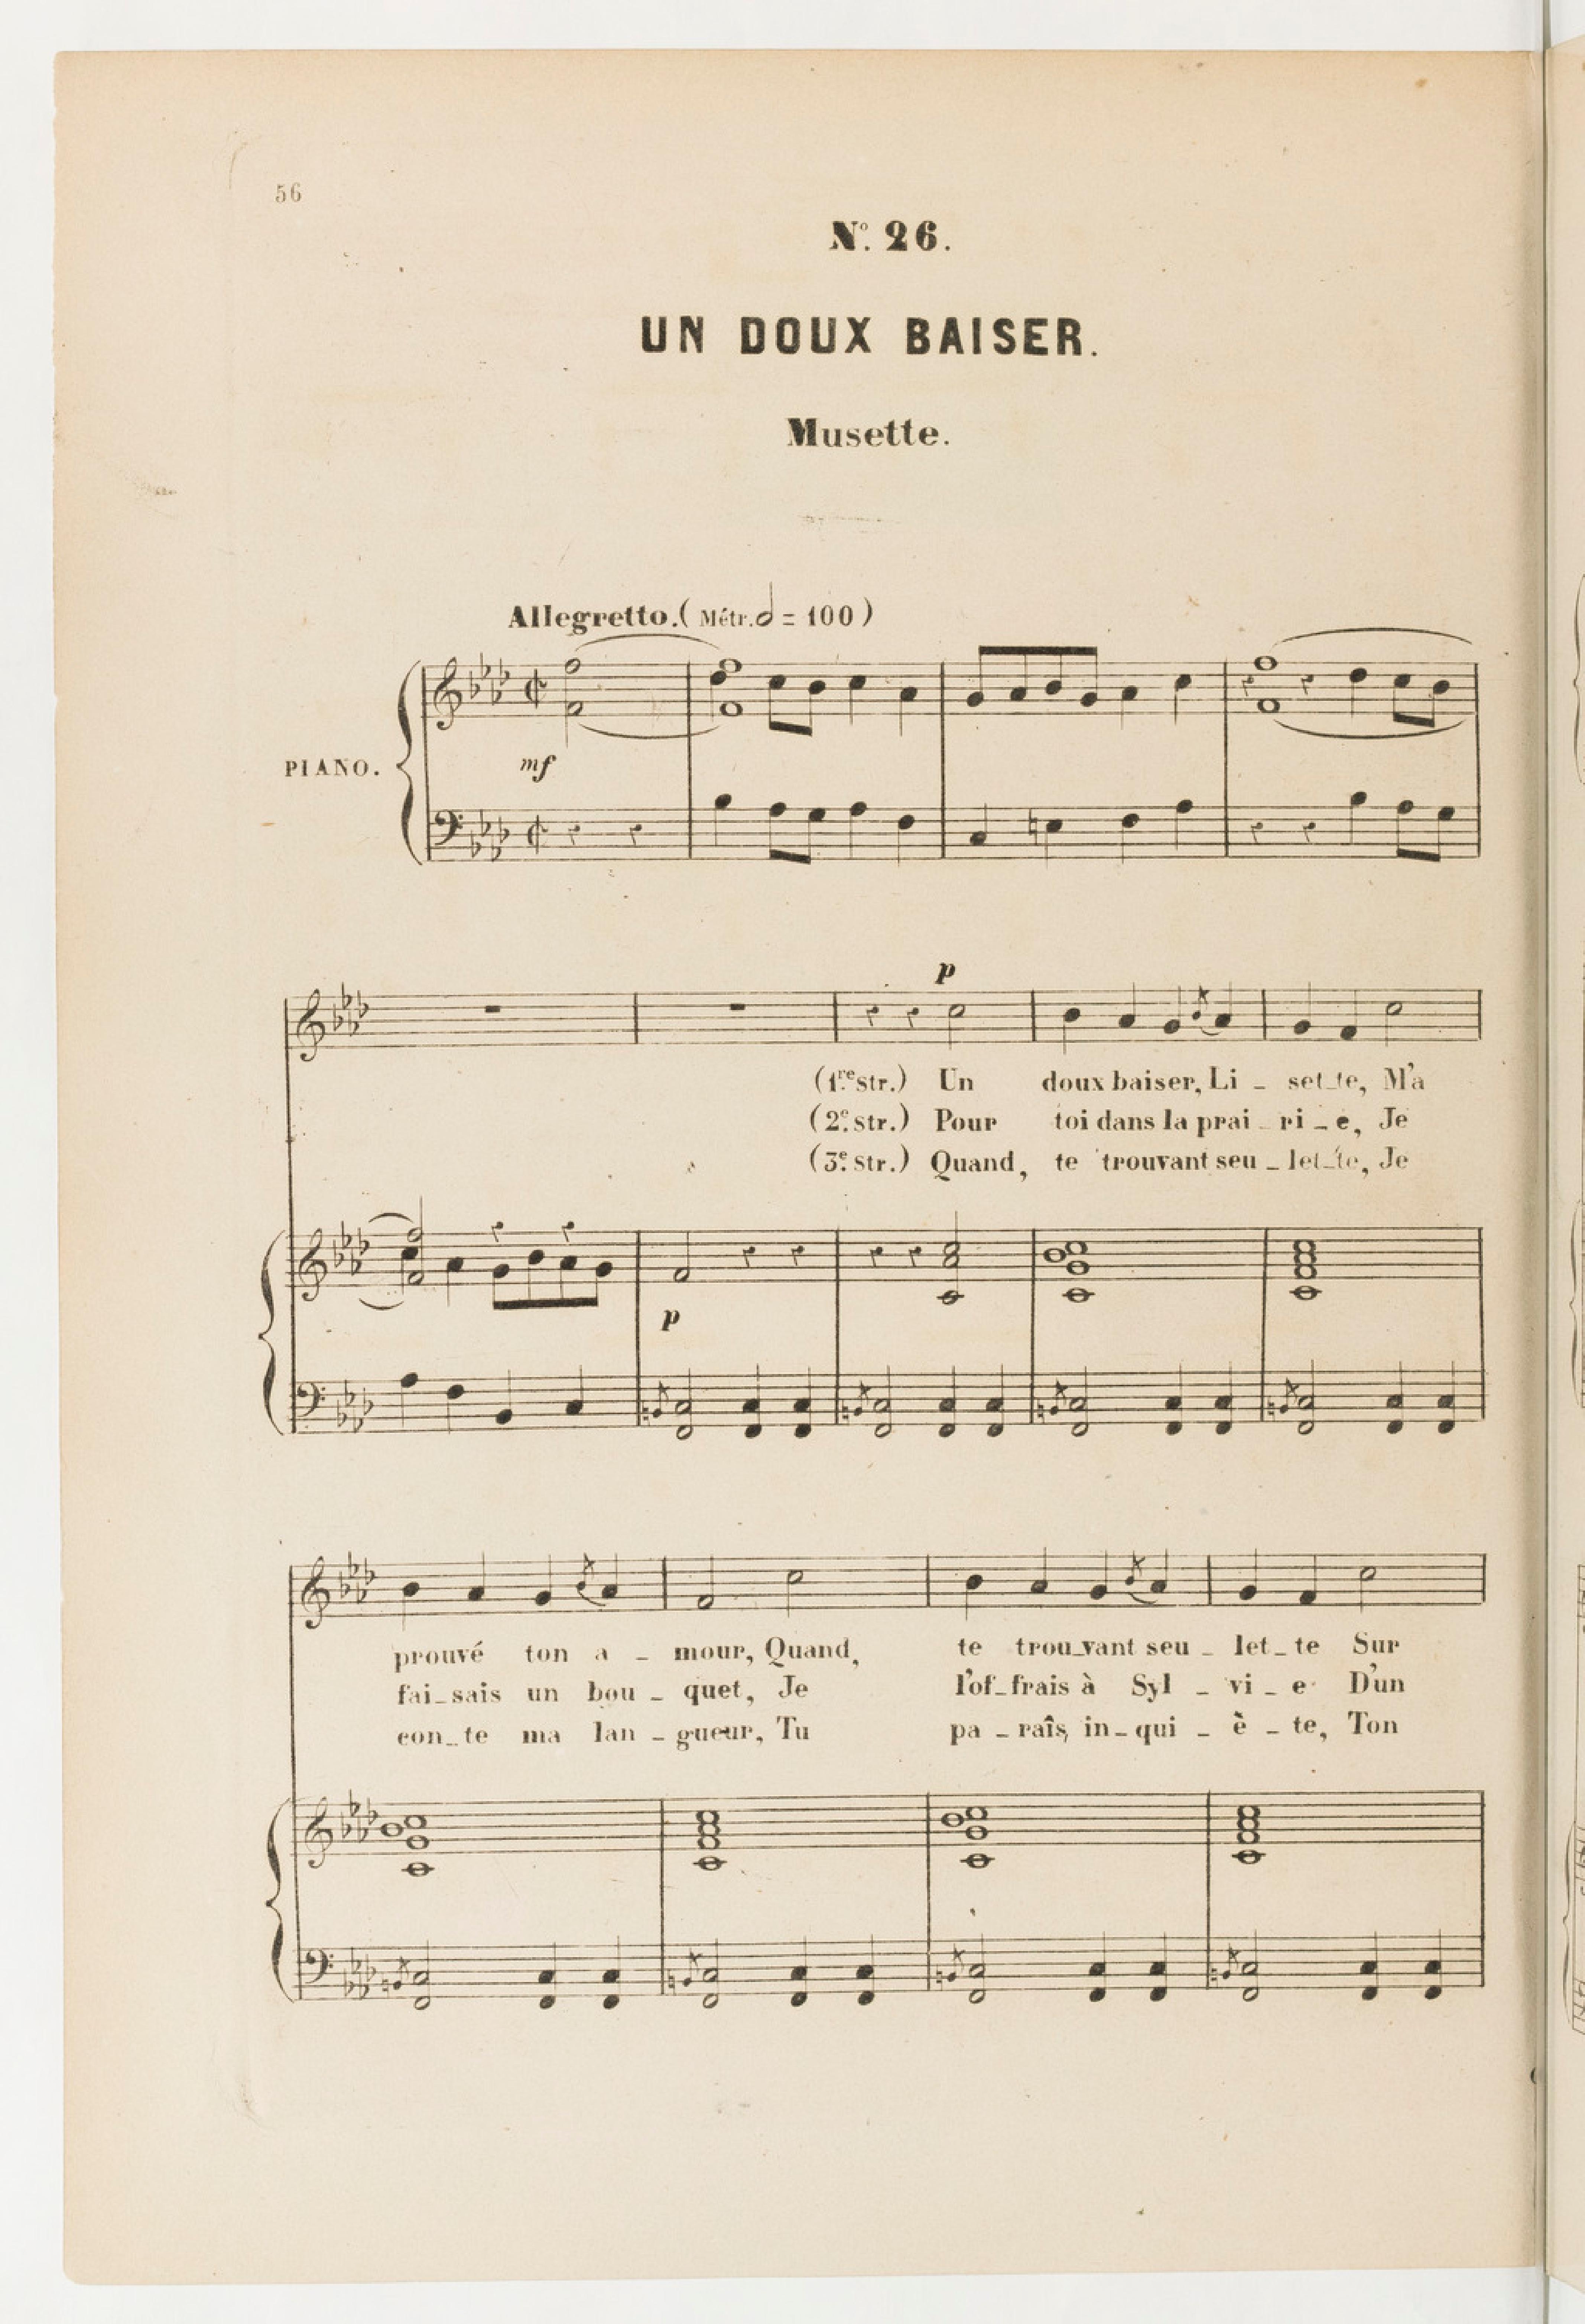 56
Nº. 26.
UN DOUX BAISER.
Musette.
Allegretto. ( Métr. 𝅗𝅥 = 100 )
PIANO.
mf
p
(1re Str.) Un doux baiser, Li _ set_te, M'a
(2e Str.) Pour toi dans la prai _ ri _ e, Je
(3e Str.) Quand, te trouvant seu _ let_te, Je
p
prouvé ton a _ mour, Quand, te trou_vant seu _ let_te Sur
fai_sais un bou _ quet, Je l'of_frais à Syl _ vi _ e D'un
con_te ma lan _ gueur, Tu pa _ raîs, in_qui _ è _ te, Ton